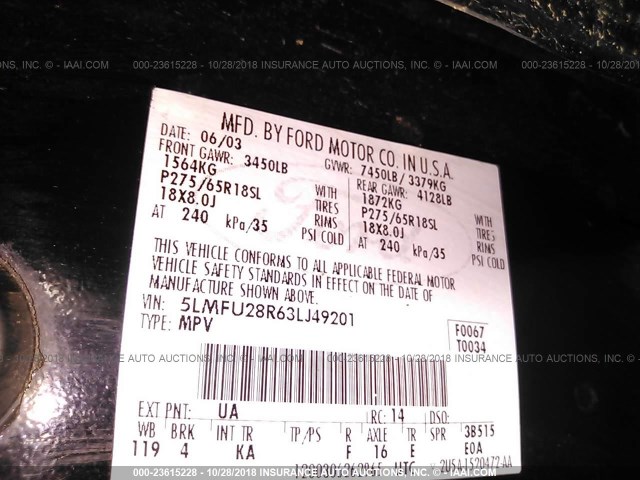 000-23615228 - 10/28/2018 INSURANCE AUTO AUCTIONS, INC. © - IAAI.COM
MFD. BY FORD MOTOR CO. IN U.S.A.
DATE: 06/03 GVWR: 7450LB/ 3379KG
FRONT GAWR: 3450LB REAR GAWR: 4128LB
1564KG WITH 1872KG WITH
P275/65R18SL TIRES P275/65R18SL TIRES
18X8.0J RIMS 18X8.0J RIMS
AT 240 kPa/35 PSI COLD AT 240 kPa/35 PSI COLD
THIS VEHICLE CONFORMS TO ALL APPLICABLE FEDERAL MOTOR
VEHICLE SAFETY STANDARDS IN EFFECT ON THE DATE OF
MANUFACTURE SHOWN ABOVE.
VIN: 5LMFU28R63LJ49201 F0067
TYPE: MPV T0034
000-23615228 - 10/28/2018 INSURANCE AUTO AUCTIONS, INC. © - IAAI.COM
EXT PNT: UA RC: 14 DSO:
WB BRK INT TR TP/PS R AXLE TR SPR 3B515
119 4 KA F 16 E E0A
000-23615228 - 10/28/2018 INSURANCE AUTO AUCTIONS, INC. © - IAAI.COM